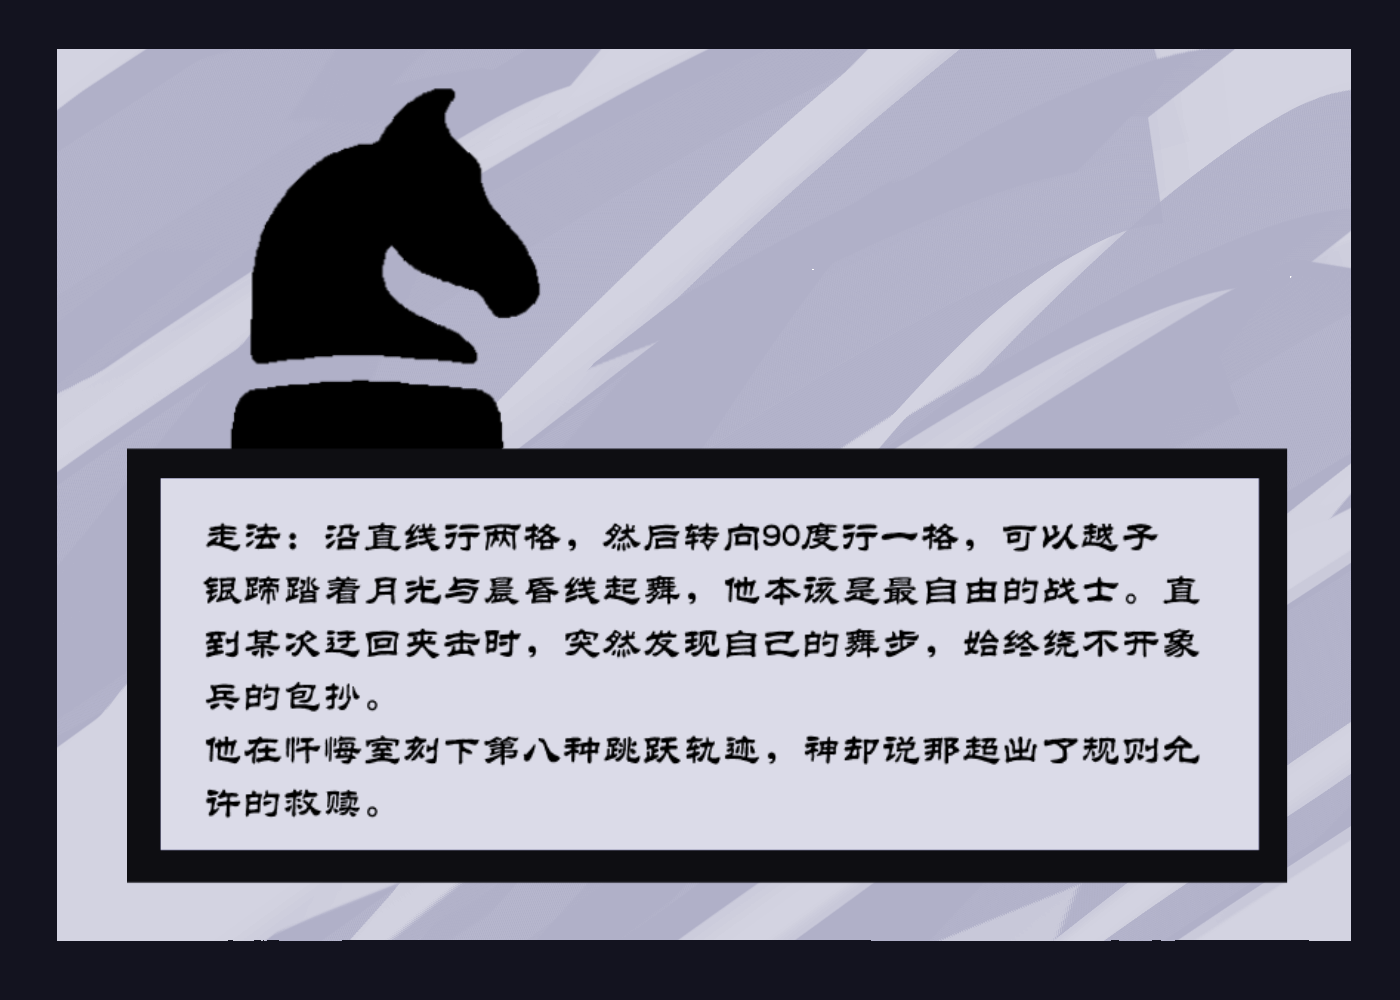 走法：沿直线行两格，然后转向90度行一格，可以越子
银蹄踏着月光与晨昏线起舞，他本该是最自由的战士。直
到某次迂回夹击时，突然发现自己的舞步，始终绕不开象
兵的包抄。
他在忏悔室刻下第八种跳跃轨迹，神却说那超出了规则允
许的救赎。